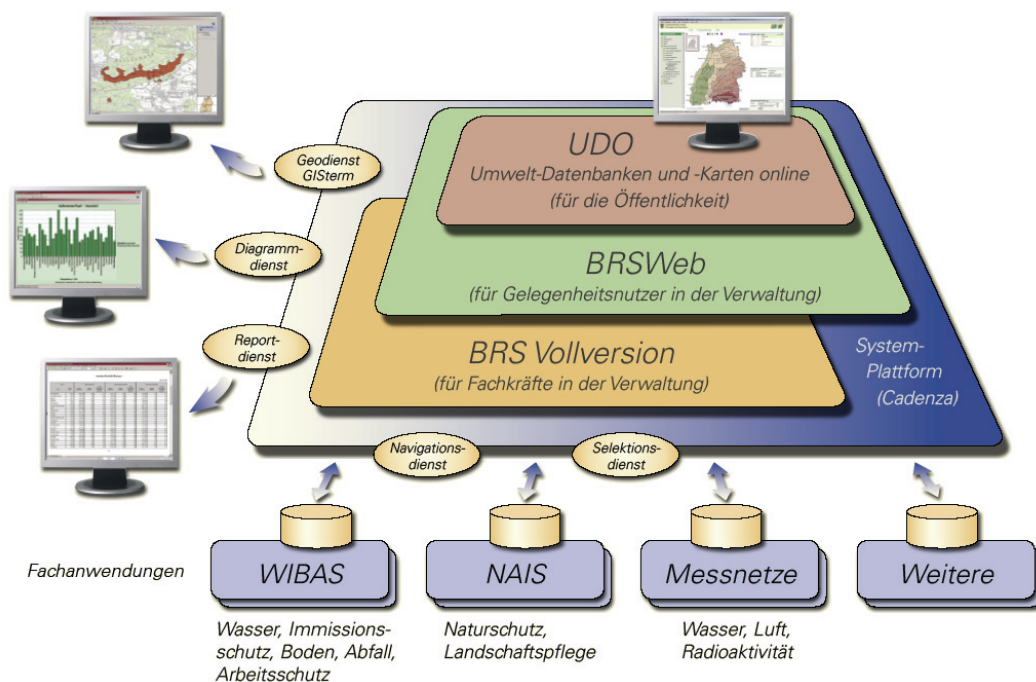 UDO
Umwelt-Datenbanken und -Karten online
(für die Öffentlichkeit)
Geodienst
GISterm
Diagramm-
dienst
BRSWeb
(für Gelegenheitsnutzer in der Verwaltung)
Report-
dienst
BRS Vollversion
(für Fachkräfte in der Verwaltung)
System-
Plattform
(Cadenza)
Navigations-
dienst
Selektions-
dienst
Fachanwendungen
WIBAS
NAIS
Messnetze
Weitere
Wasser, Immissions-
schutz, Boden, Abfall,
Arbeitsschutz
Naturschutz,
Landschaftpflege
Wasser, Luft,
Radioaktivität